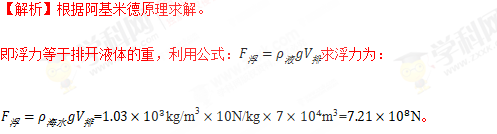 【解析】根据阿基米德原理求解。
即浮力等于排开液体的重，利用公式：F浮=ρ液gV排求浮力为：
F浮=ρ海水gV排=1.03×10³kg/m³×10N/kg×7×10⁴m³=7.21×10⁸N。